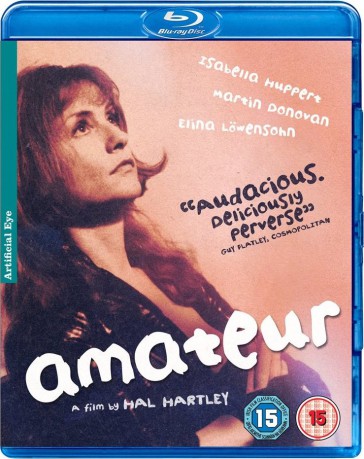 Blu-ray Disc
Isabella Huppert
Martin Donovan
Elina Löwensohn
"Audacious.
Deliciously
perverse"
Guy Flatley, Cosmopolitan
Artificial Eye
amateur
A film by Hal Hartley
15
15